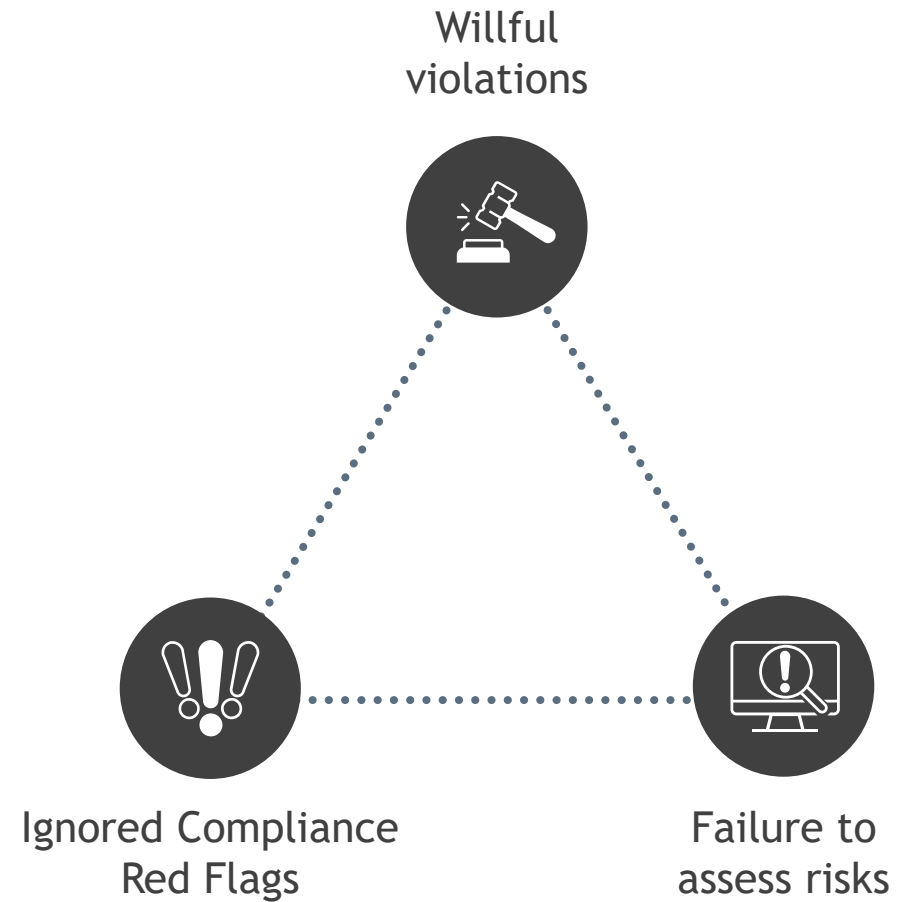 Willful
violations
Ignored Compliance
Red Flags
Failure to
assess risks